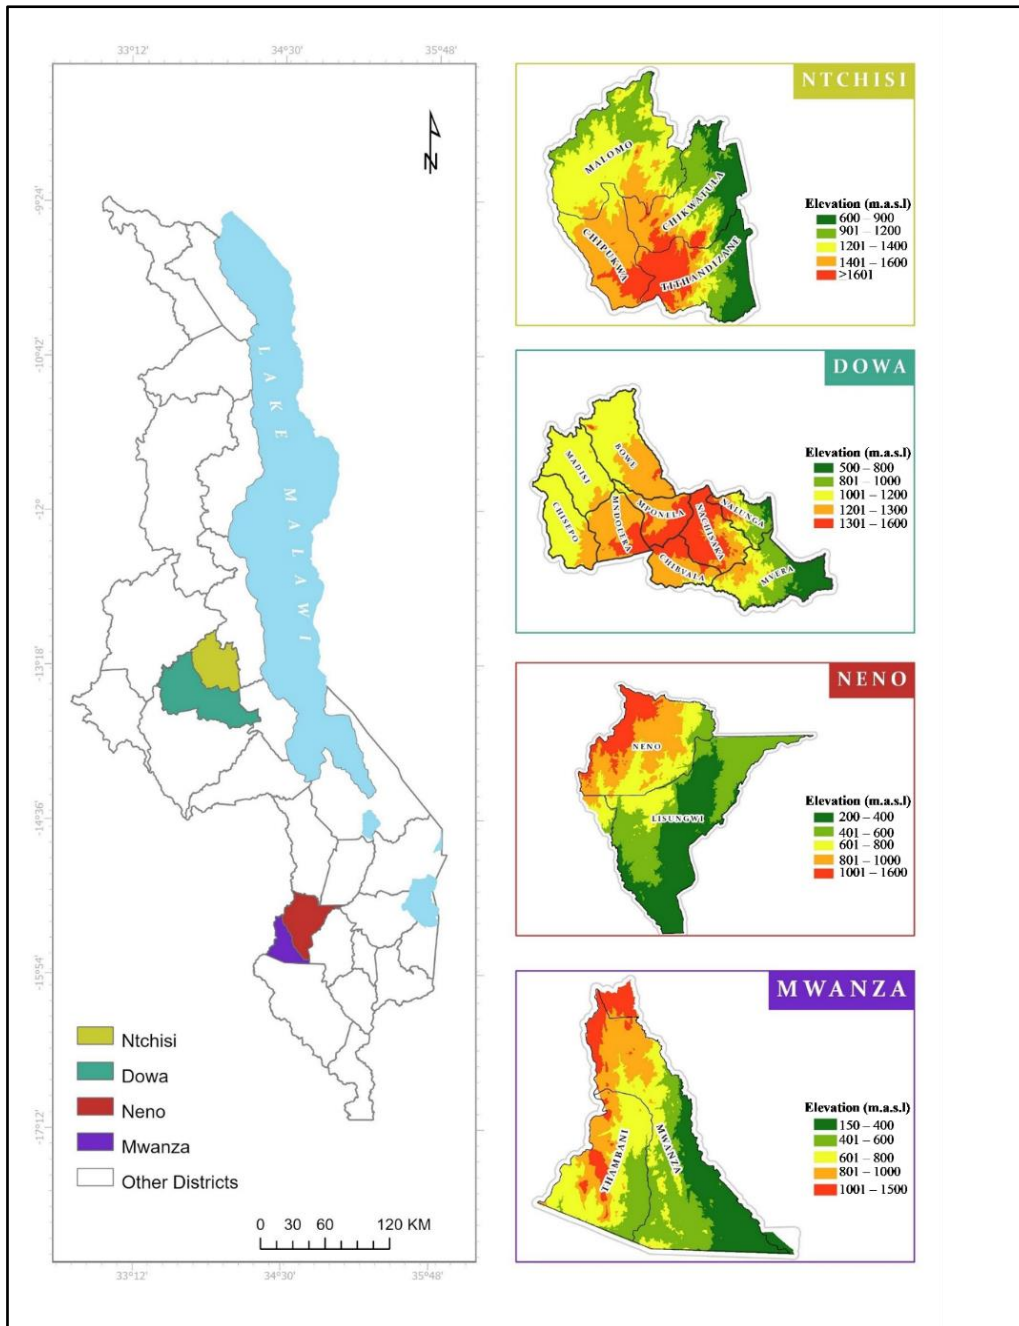 33°12' 34°30' 35°48'
-9°24'
-10°42'
-12°
-13°18'
-14°36'
-15°54'
-17°12'
N
LAKE MALAWI
Ntchisi
Dowa
Neno
Mwanza
Other Districts
0 30 60 120 KM
33°12' 34°30' 35°48'
NTCHISI
MALOMO
CHIKWATULA
CHIPUKWA
TITHANDIZANE
Elevation (m.a.s.l)
600 – 900
901 – 1200
1201 – 1400
1401 – 1600
>1601
DOWA
BOWE
MADISI
CHISEPO
MNDOLERA
MPONELA
NACHISAKA
NALUNGA
CHIBVALA
MVERA
Elevation (m.a.s.l)
500 – 800
801 – 1000
1001 – 1200
1201 – 1300
1301 – 1600
NENO
NENO
LISUNGWI
Elevation (m.a.s.l)
200 – 400
401 – 600
601 – 800
801 – 1000
1001 – 1600
MWANZA
THAMBANI
MWANZA
Elevation (m.a.s.l)
150 – 400
401 – 600
601 – 800
801 – 1000
1001 – 1500